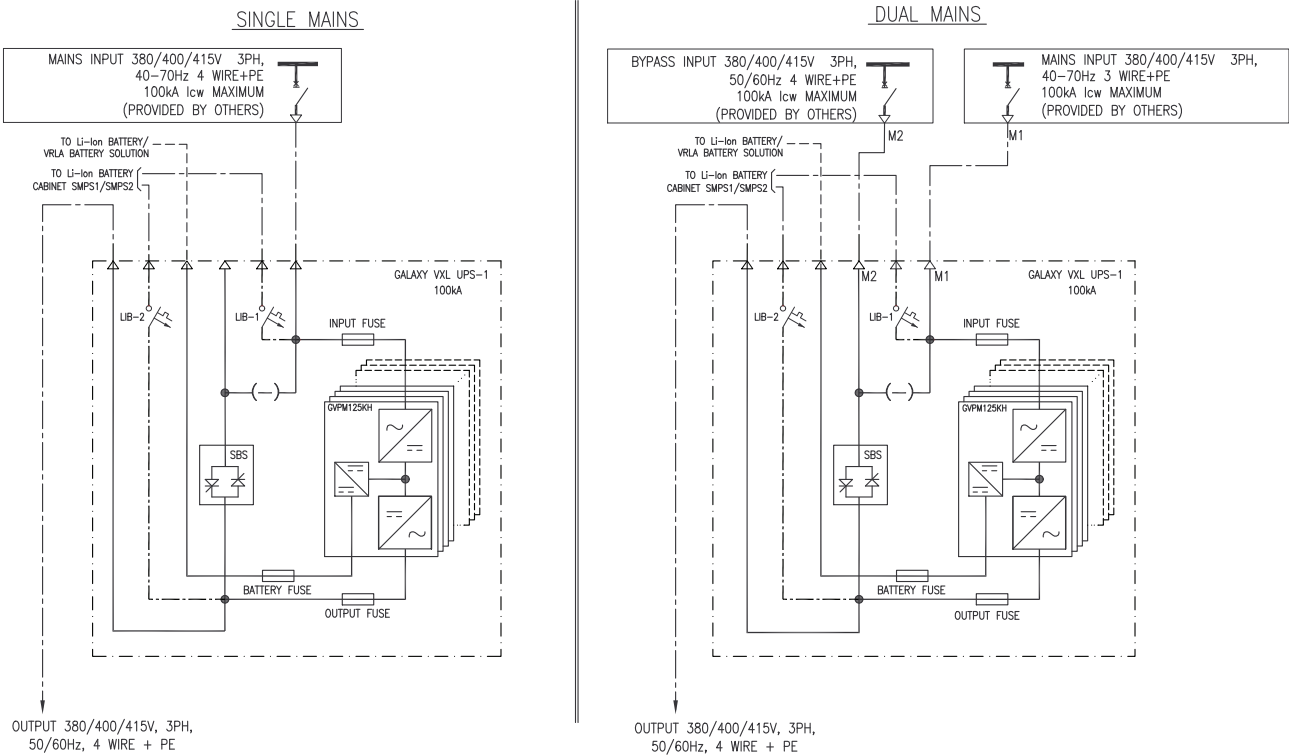 SINGLE MAINS
MAINS INPUT 380/400/415V 3PH,
40-70Hz 4 WIRE+PE
100kA Icw MAXIMUM
(PROVIDED BY OTHERS)
TO Li-Ion BATTERY/
VRLA BATTERY SOLUTION
TO Li-Ion BATTERY
CABINET SMPS1/SMPS2
GALAXY VXL UPS-1
100kA
LIB-2
LIB-1
INPUT FUSE
GVPM125KH
SBS
BATTERY FUSE
OUTPUT FUSE
OUTPUT 380/400/415V, 3PH,
50/60Hz, 4 WIRE + PE
DUAL MAINS
BYPASS INPUT 380/400/415V 3PH,
50/60Hz 4 WIRE+PE
100kA Icw MAXIMUM
(PROVIDED BY OTHERS)
M2
MAINS INPUT 380/400/415V 3PH,
40-70Hz 3 WIRE+PE
100kA Icw MAXIMUM
(PROVIDED BY OTHERS)
M1
TO Li-Ion BATTERY/
VRLA BATTERY SOLUTION
TO Li-Ion BATTERY
CABINET SMPS1/SMPS2
M2
M1
GALAXY VXL UPS-1
100kA
LIB-2
LIB-1
INPUT FUSE
GVPM125KH
SBS
BATTERY FUSE
OUTPUT FUSE
OUTPUT 380/400/415V, 3PH,
50/60Hz, 4 WIRE + PE